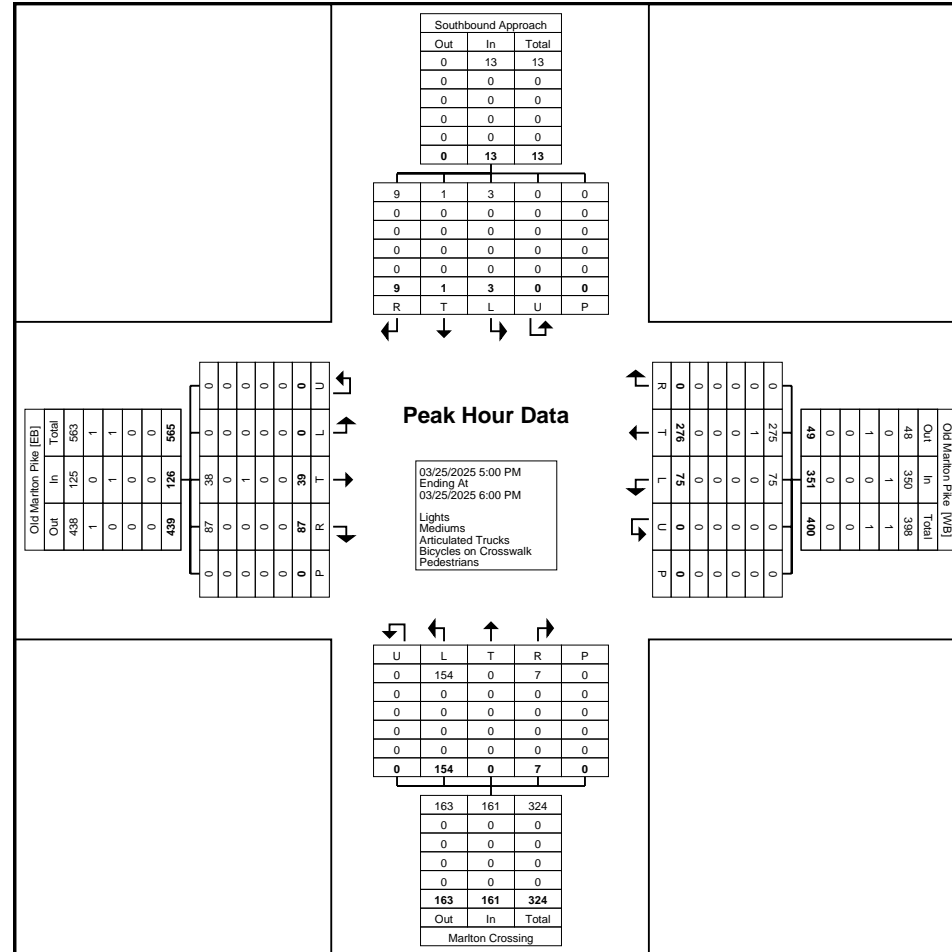 Southbound Approach
Out In Total
0 13 13
0 0 0
0 0 0
0 0 0
0 0 0
0 13 13
9 1 3 0 0
0 0 0 0 0
0 0 0 0 0
0 0 0 0 0
0 0 0 0 0
9 1 3 0 0
R T L U P
Old Marlton Pike [EB]
Out In Total
438 125 563
1 0 1
0 1 1
0 0 0
0 0 0
439 126 565
0 0 38 87 0
0 0 0 0 0
0 0 1 0 0
0 0 0 0 0
0 0 0 0 0
0 0 39 87 0
U L T R P
Peak Hour Data
03/25/2025 5:00 PM
Ending At
03/25/2025 6:00 PM
Lights
Mediums
Articulated Trucks
Bicycles on Crosswalk
Pedestrians
Old Marlton Pike [WB]
Out In Total
48 350 398
0 1 1
1 0 1
0 0 0
0 0 0
49 351 400
0 275 75 0 0
0 1 0 0 0
0 0 0 0 0
0 0 0 0 0
0 0 0 0 0
0 276 75 0 0
R T L U P
U L T R P
0 154 0 7 0
0 0 0 0 0
0 0 0 0 0
0 0 0 0 0
0 0 0 0 0
0 154 0 7 0
163 161 324
0 0 0
0 0 0
0 0 0
0 0 0
163 161 324
Out In Total
Marlton Crossing